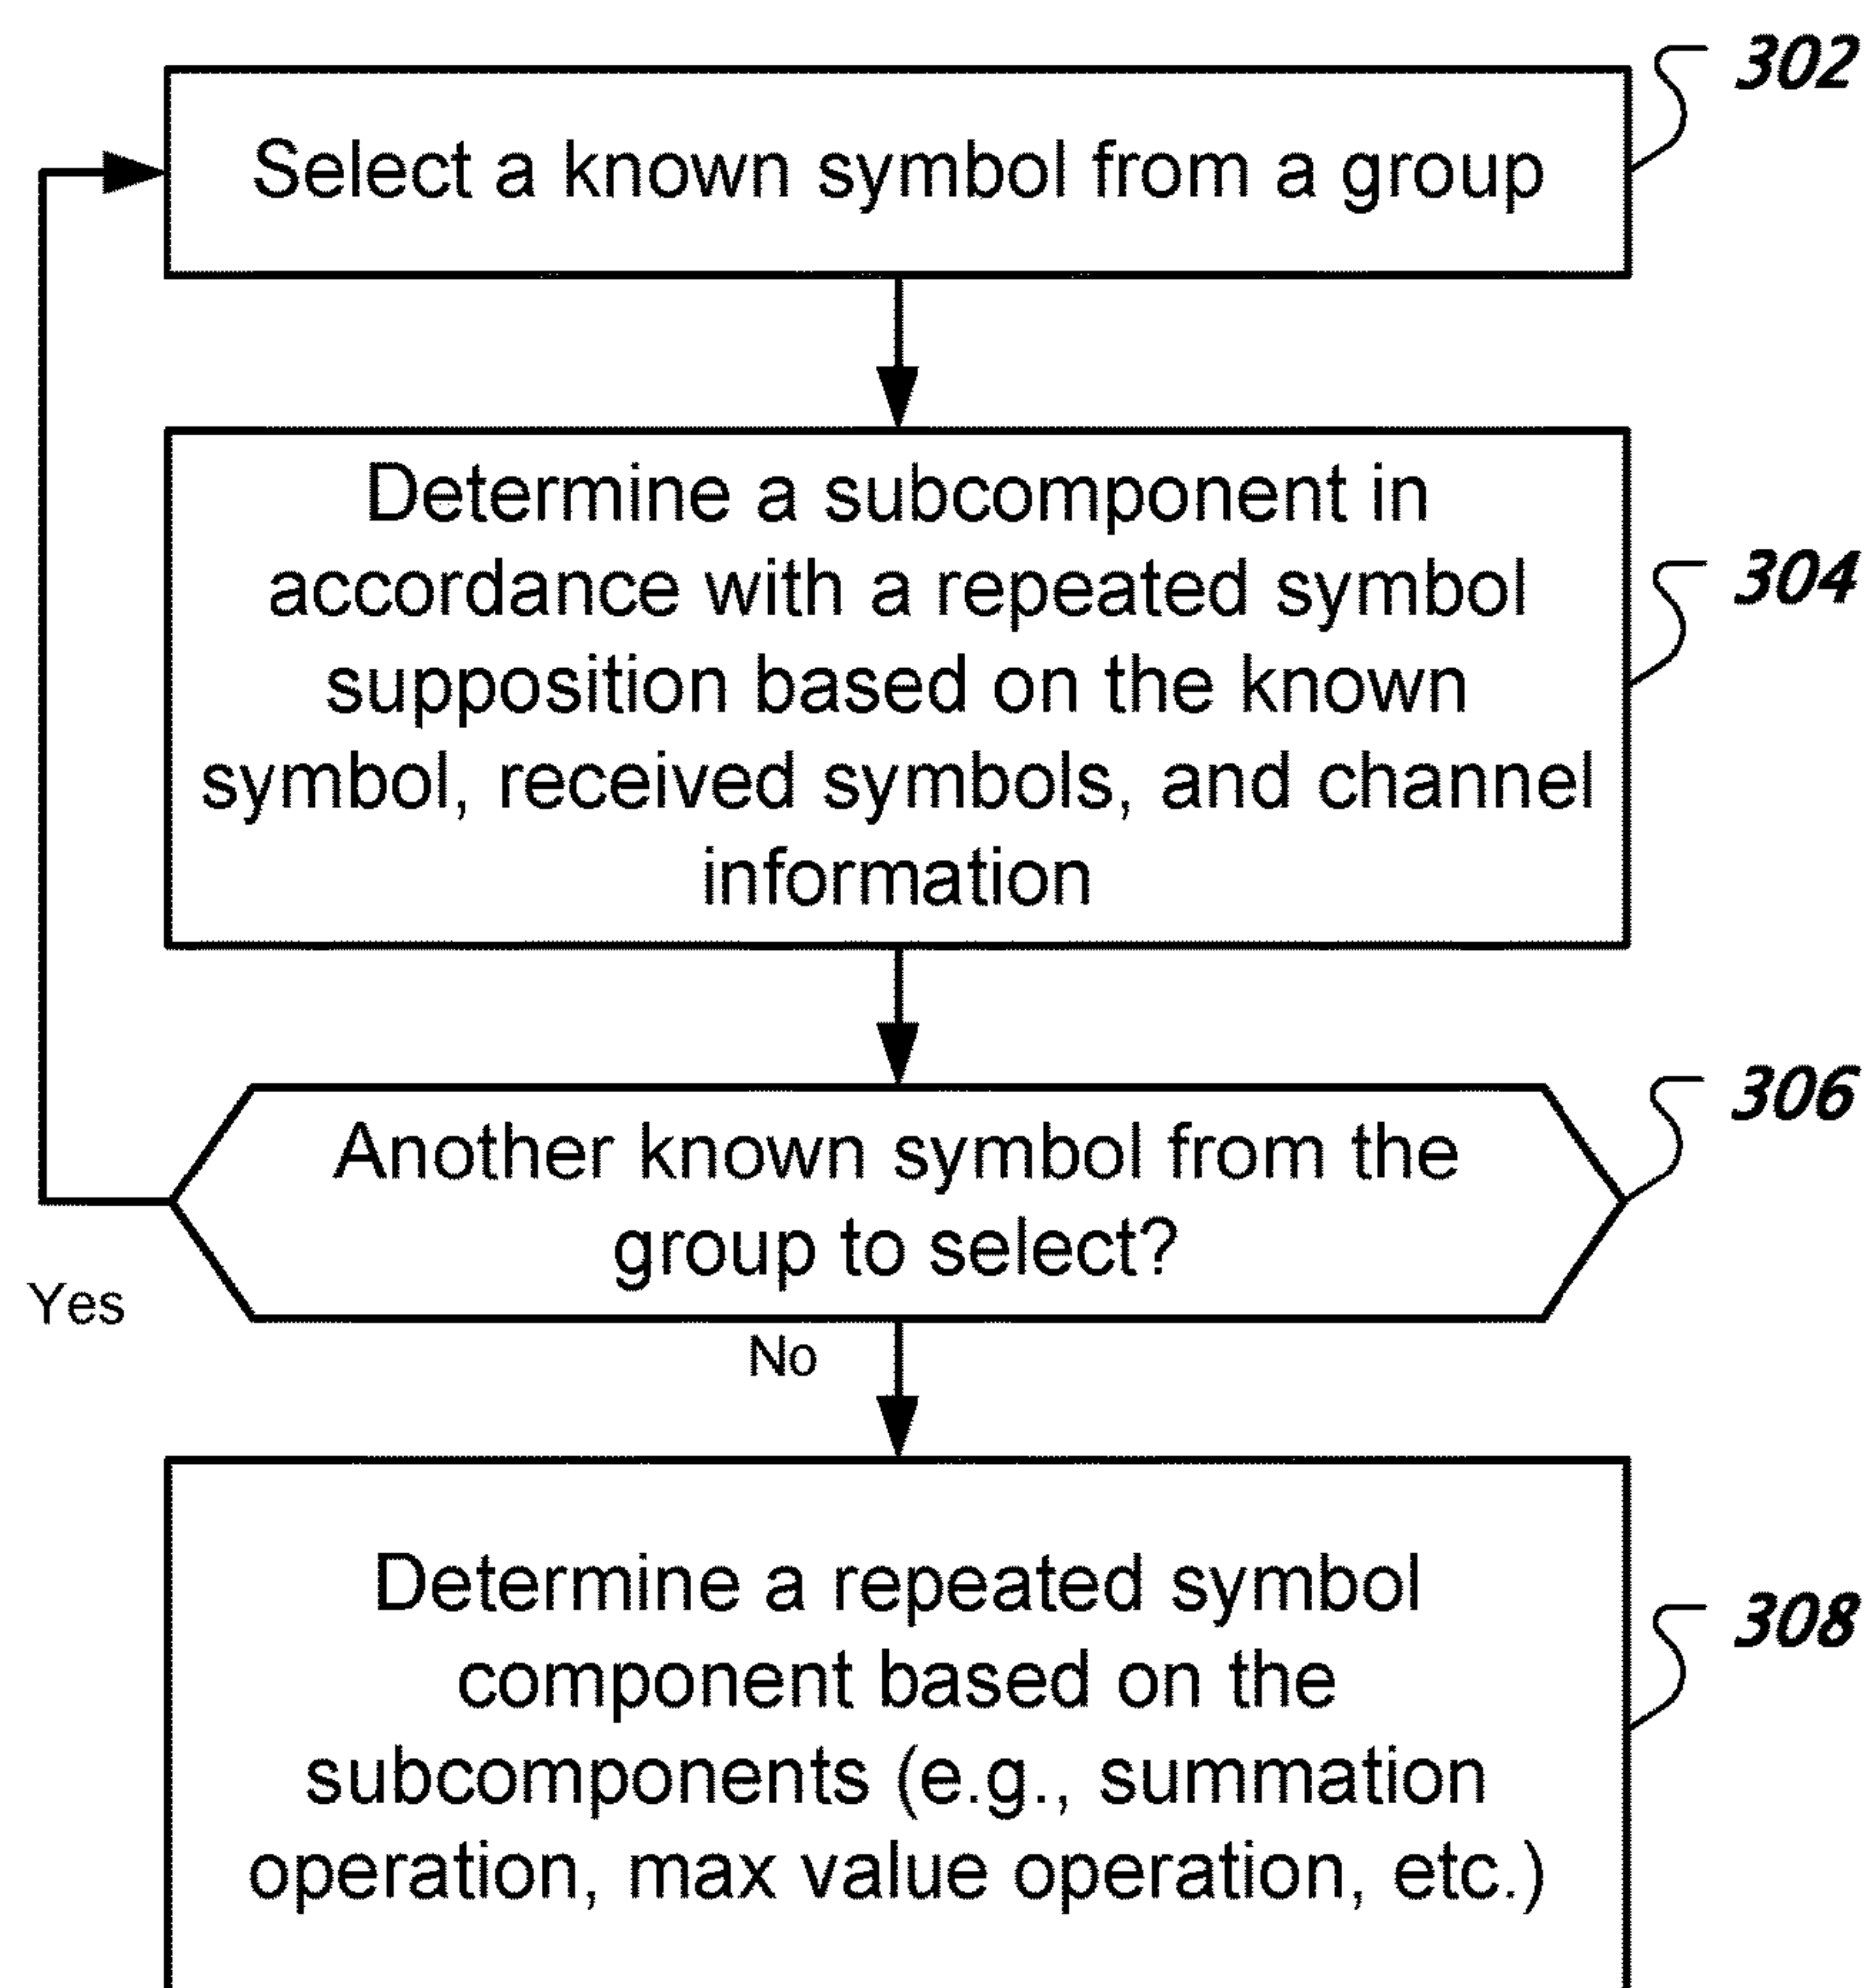 302
Select a known symbol from a group
Determine a subcomponent in
accordance with a repeated symbol
supposition based on the known
symbol, received symbols, and channel
information
304
Another known symbol from the
group to select?
306
Yes
No
Determine a repeated symbol
component based on the
subcomponents (e.g., summation
operation, max value operation, etc.)
308